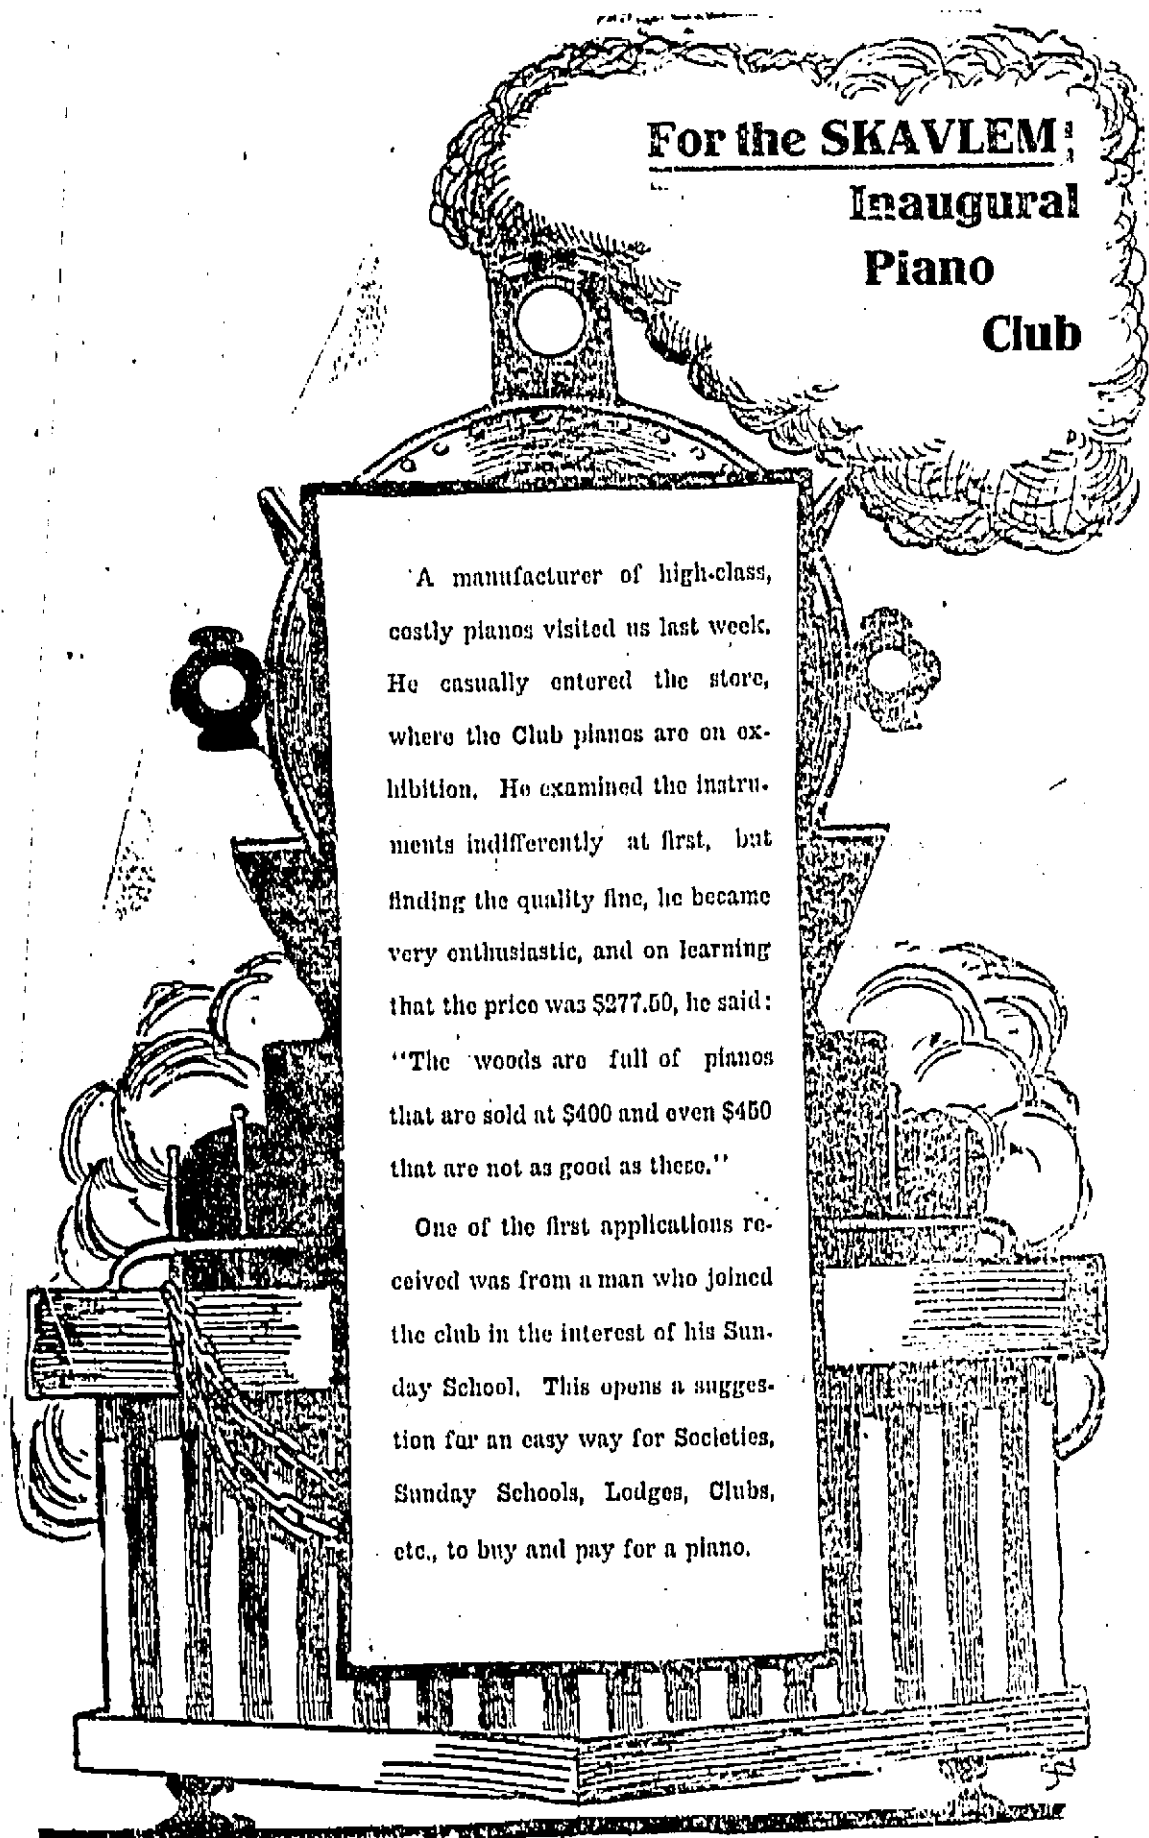 For the SKAVLEM
Inaugural
Piano
Club
A manufacturer of high-class,
costly pianos visited us last week.
He casually entered the store,
where the Club pianos are on ex-
hibition. He examined the instru-
ments indifferently at first, but
finding the quality fine, he became
very enthusiastic, and on learning
that the price was $277.50, he said:
"The woods are full of pianos
that are sold at $400 and even $450
that are not as good as these."
One of the first applications re-
ceived was from a man who joined
the club in the interest of his Sun-
day School. This opens a sugges-
tion for an easy way for Societies,
Sunday Schools, Lodges, Clubs,
etc., to buy and pay for a piano.